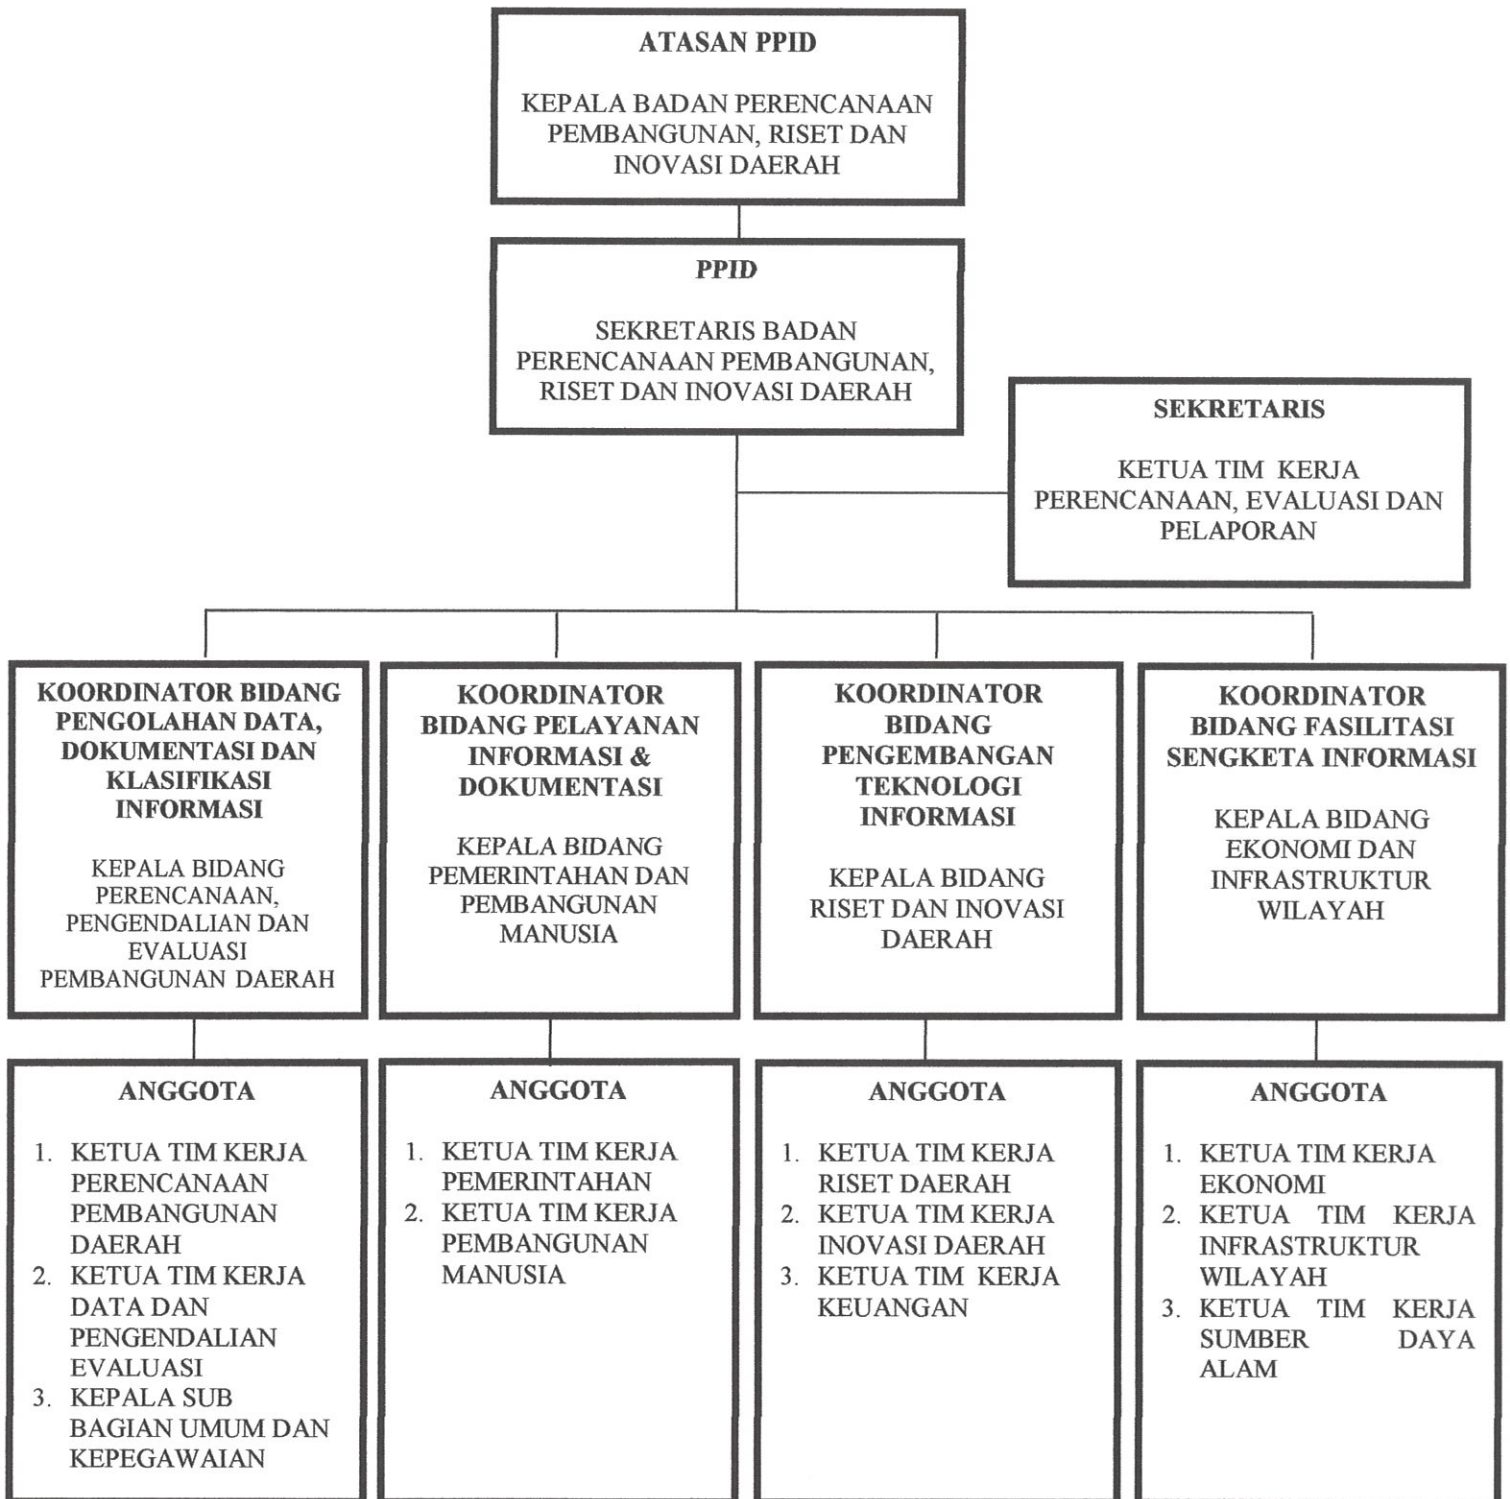 ATASAN PPID
KEPALA BADAN PERENCANAAN
PEMBANGUNAN, RISET DAN
INOVASI DAERAH
PPID
SEKRETARIS BADAN
PERENCANAAN PEMBANGUNAN,
RISET DAN INOVASI DAERAH
SEKRETARIS
KETUA TIM KERJA
PERENCANAAN, EVALUASI DAN
PELAPORAN
KOORDINATOR BIDANG
PENGOLAHAN DATA,
DOKUMENTASI DAN
KLASIFIKASI
INFORMASI
KEPALA BIDANG
PERENCANAAN,
PENGENDALIAN DAN
EVALUASI
PEMBANGUNAN DAERAH
KOORDINATOR
BIDANG PELAYANAN
INFORMASI &
DOKUMENTASI
KEPALA BIDANG
PEMERINTAHAN DAN
PEMBANGUNAN
MANUSIA
KOORDINATOR
BIDANG
PENGEMBANGAN
TEKNOLOGI
INFORMASI
KEPALA BIDANG
RISET DAN INOVASI
DAERAH
KOORDINATOR
BIDANG FASILITASI
SENGKETA INFORMASI
KEPALA BIDANG
EKONOMI DAN
INFRASTRUKTUR
WILAYAH
ANGGOTA
1. KETUA TIM KERJA
PERENCANAAN
PEMBANGUNAN
DAERAH
2. KETUA TIM KERJA
DATA DAN
PENGENDALIAN
EVALUASI
3. KEPALA SUB
BAGIAN UMUM DAN
KEPEGAWAIAN
ANGGOTA
1. KETUA TIM KERJA
PEMERINTAHAN
2. KETUA TIM KERJA
PEMBANGUNAN
MANUSIA
ANGGOTA
1. KETUA TIM KERJA
RISET DAERAH
2. KETUA TIM KERJA
INOVASI DAERAH
3. KETUA TIM KERJA
KEUANGAN
ANGGOTA
1. KETUA TIM KERJA
EKONOMI
2. KETUA TIM KERJA
INFRASTRUKTUR
WILAYAH
3. KETUA TIM KERJA
SUMBER DAYA
ALAM